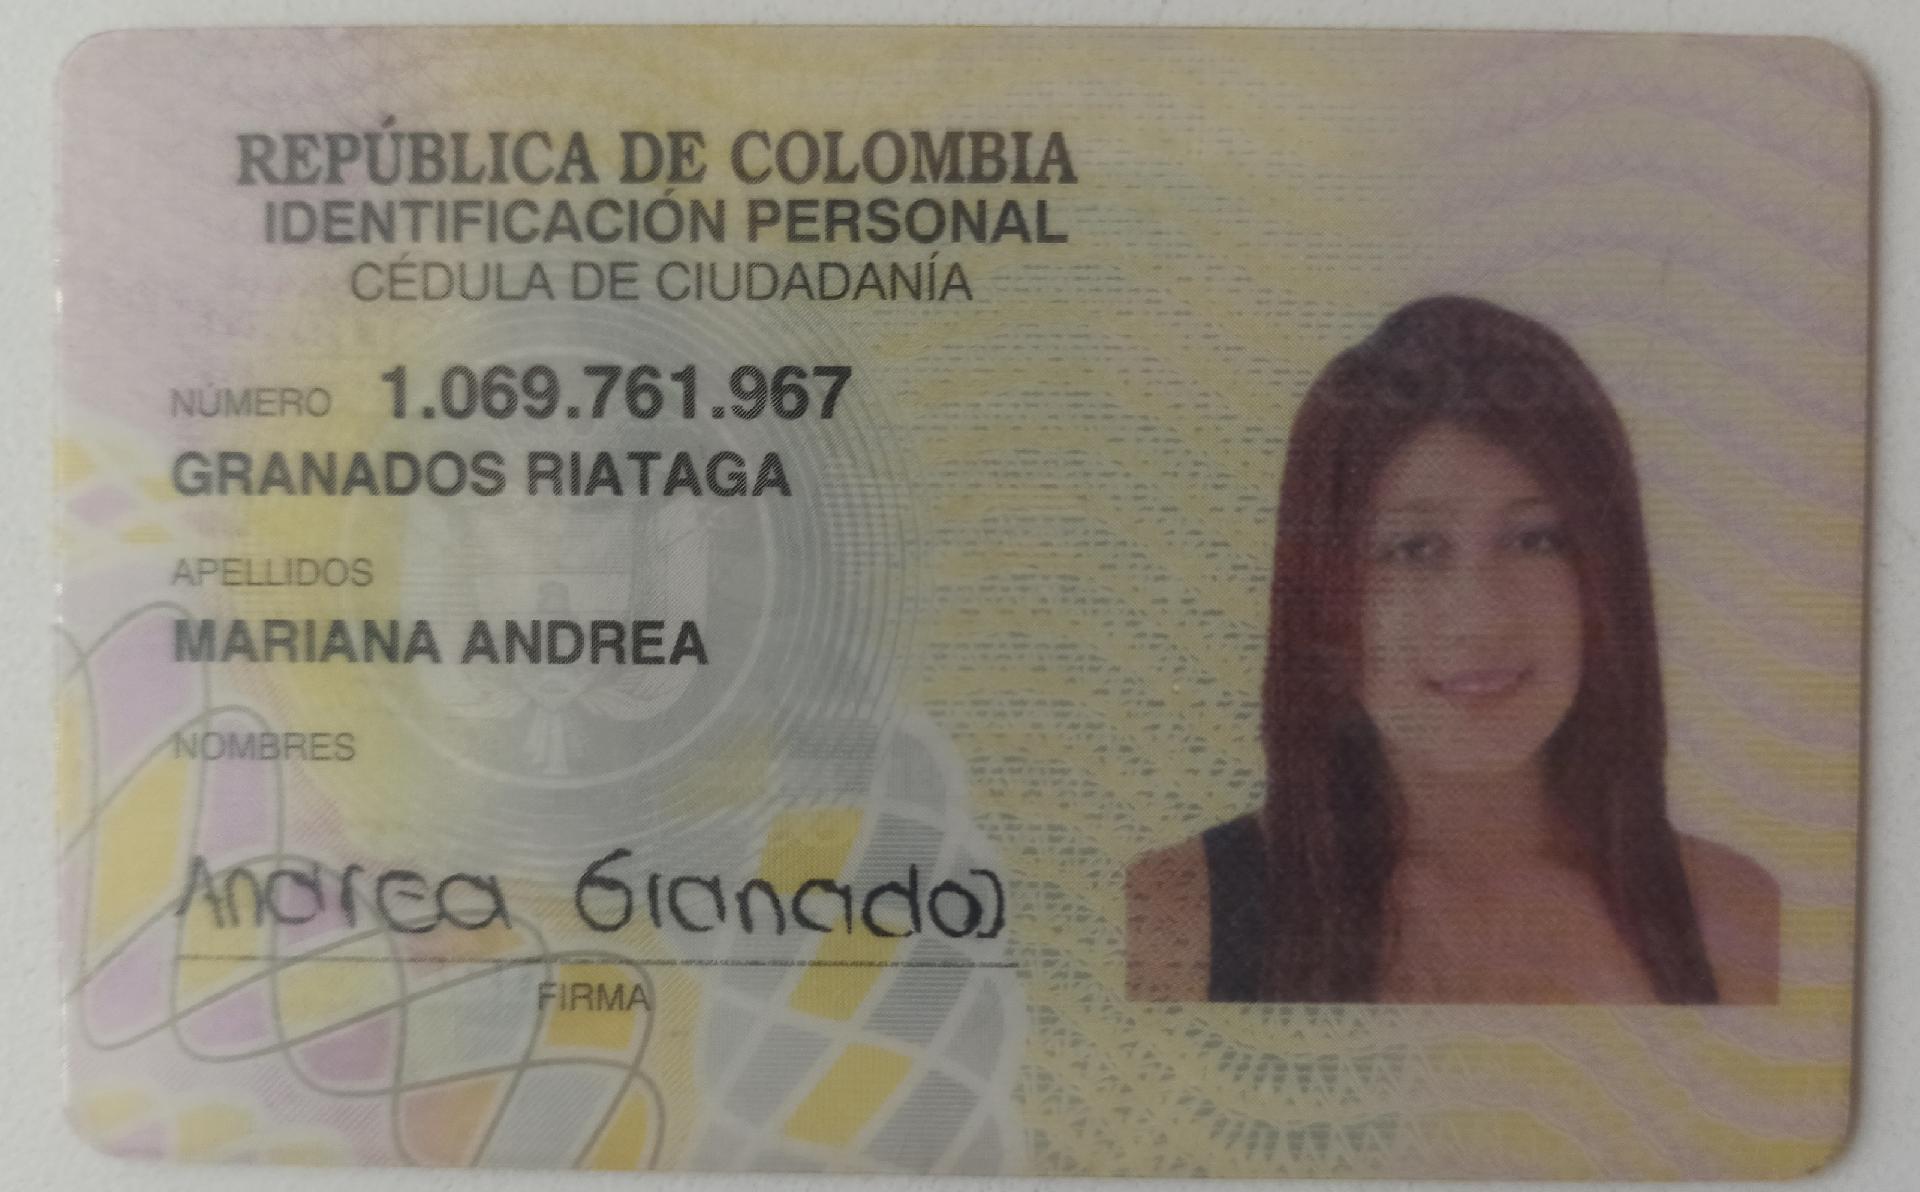 REPÚBLICA DE COLOMBIA
IDENTIFICACIÓN PERSONAL
CÉDULA DE CIUDADANÍA
NÚMERO 1.069.761.967
GRANADOS RIATAGA
APELLIDOS
MARIANA ANDREA
NOMBRES
Andrea Granados
FIRMA